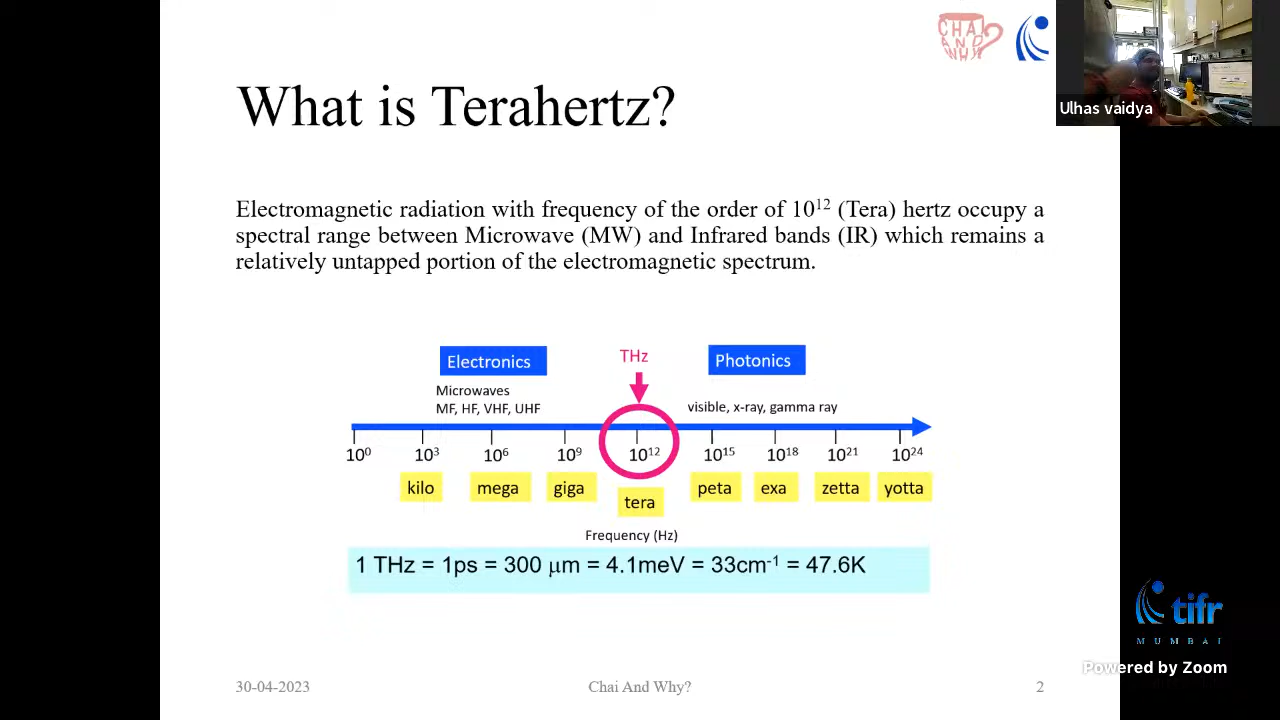 CHAI
AND
WHY
Ulhas vaidya
What is Terahertz?
Electromagnetic radiation with frequency of the order of 10¹² (Tera) hertz occupy a
spectral range between Microwave (MW) and Infrared bands (IR) which remains a
relatively untapped portion of the electromagnetic spectrum.
Electronics
THz
Photonics
Microwaves
MF, HF, VHF, UHF
visible, x-ray, gamma ray
10⁰ 10³ 10⁶ 10⁹ 10¹² 10¹⁵ 10¹⁸ 10²¹ 10²⁴
kilo mega giga tera peta exa zetta yotta
Frequency (Hz)
1 THz = 1ps = 300 μm = 4.1meV = 33cm⁻¹ = 47.6K
tifr
MUMBAI
Powered by Zoom
30-04-2023 Chai And Why? 2